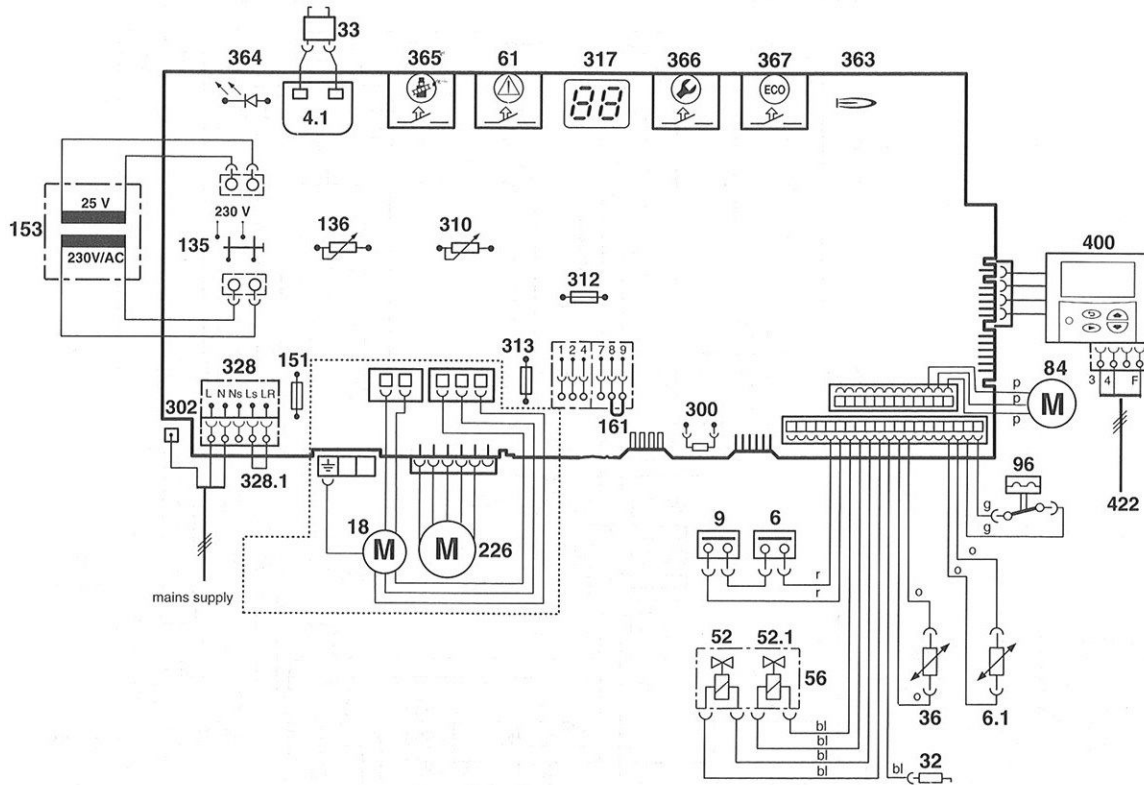 33
364
365
61
317
366
367
363
4.1
88
ECO
25 V
153
230V/AC
230 V
135
136
310
400
312
151
313
1 2 4 7 8 9
328
L N Ns Ls LR
302
161
300
3 4 F
84
M
p
p
p
328.1
96
g
g
422
18
M
M
226
9
6
r
r
o
o
mains supply
52
52.1
56
o
o
36
6.1
bl
bl
bl
bl
bl
32